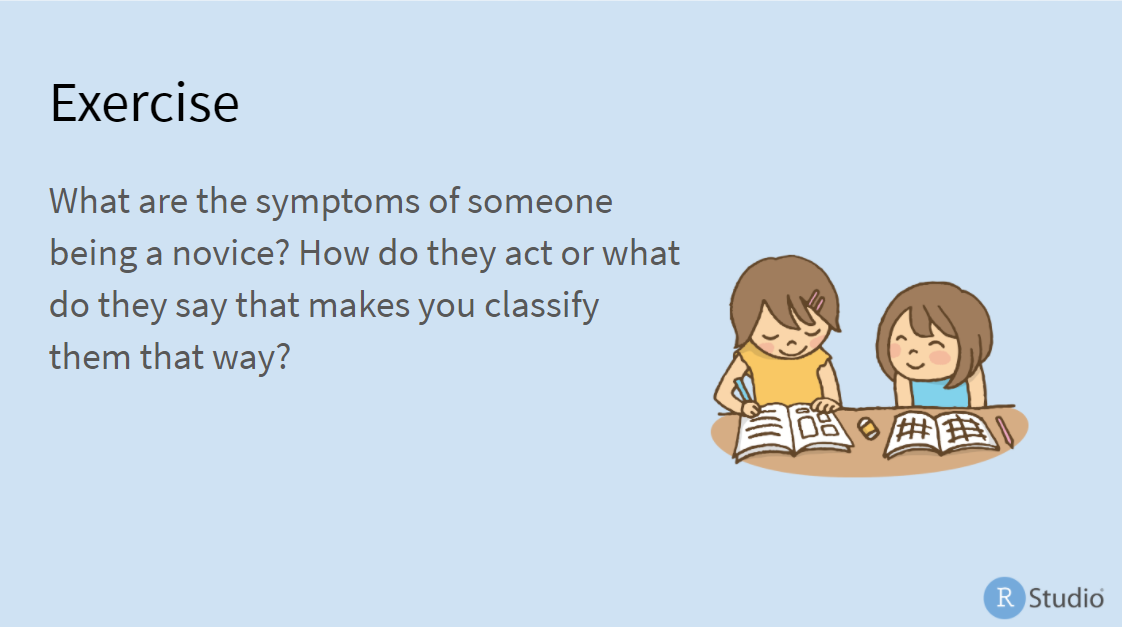 Exercise
What are the symptoms of someone
being a novice? How do they act or what
do they say that makes you classify
them that way?
R Studio